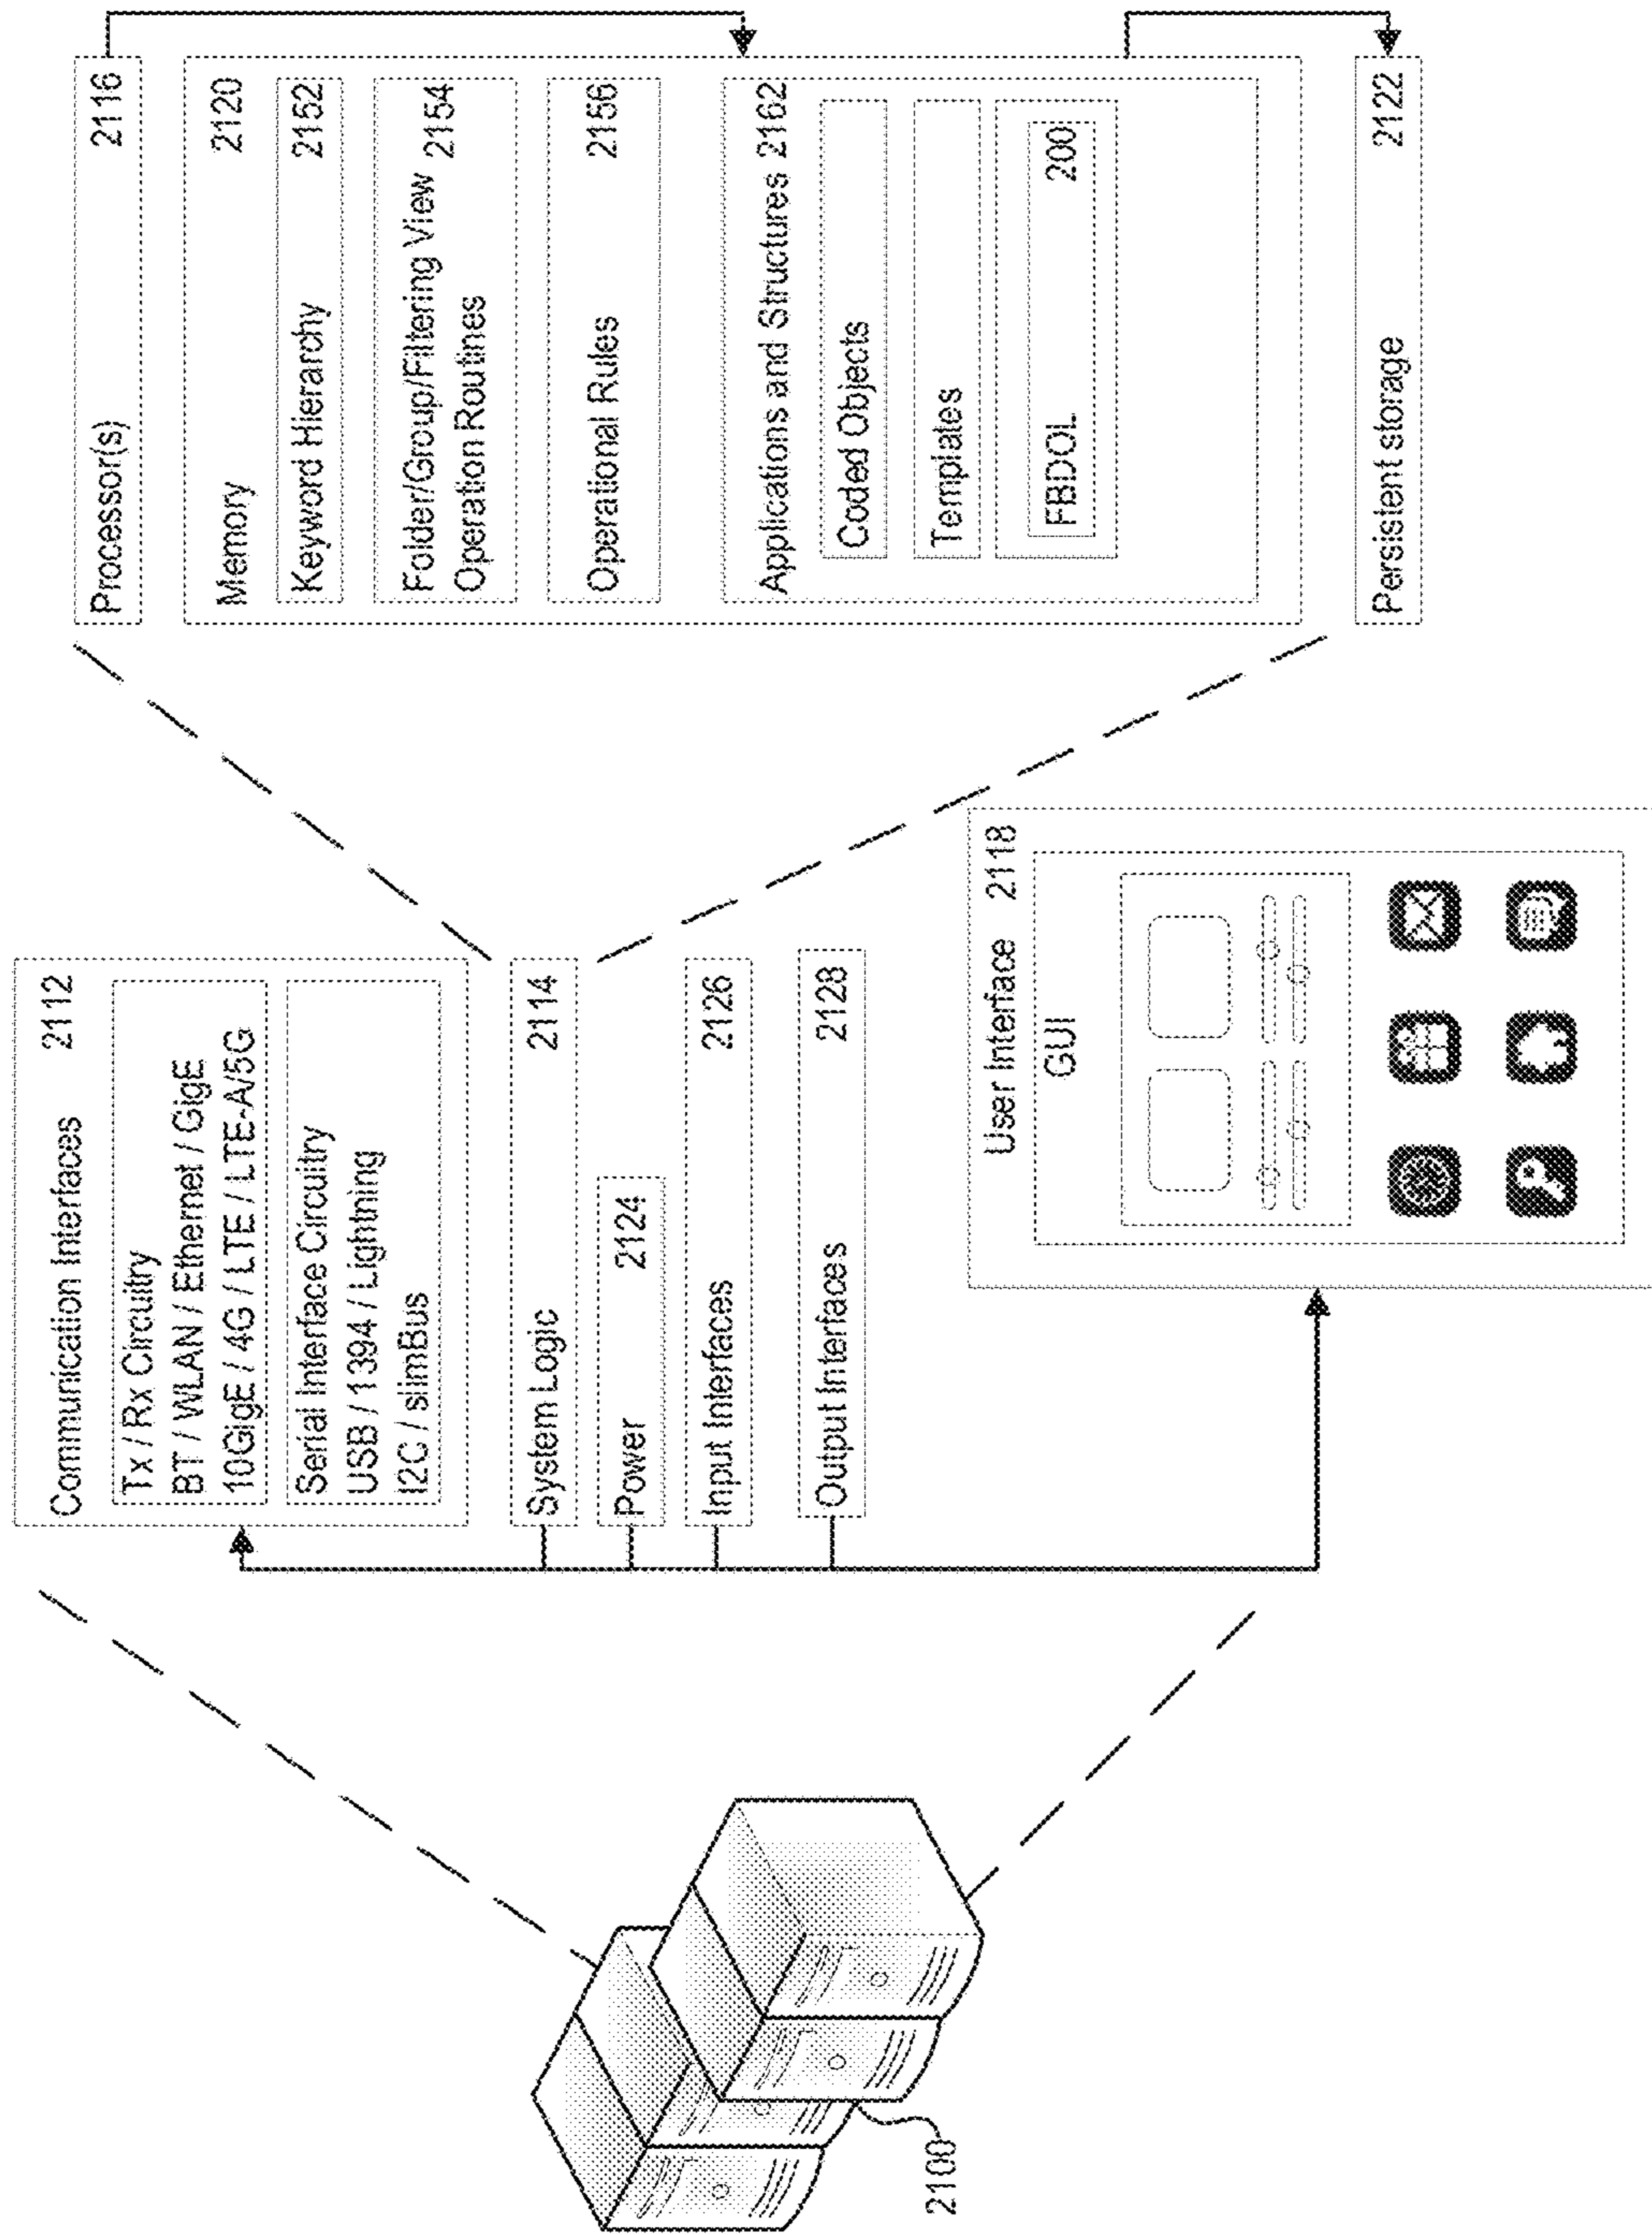 2100
Communication Interfaces 2112
Tx / Rx Circuitry
BT / WLAN / Ethernet / GigE
10GigE / 4G / LTE / LTE-A/5G
Serial Interface Circuitry
USB / 1394 / Lightning
I2C / slimBus
System Logic 2114
Power 2124
Input Interfaces 2126
Output Interfaces 2128
User Interface 2118
GUI
Processor(s) 2116
Memory 2120
Keyword Hierarchy 2152
Folder/Group/Filtering View
Operation Routines 2154
Operational Rules 2156
Applications and Structures 2162
Coded Objects
Templates
FBDOL 200
Persistent storage 2122